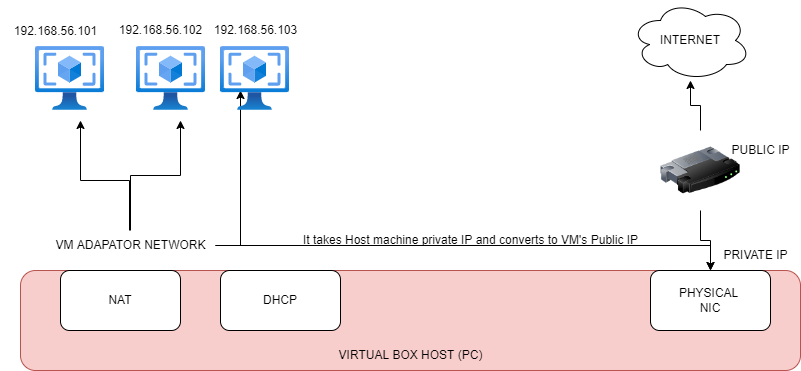 192.168.56.101
192.168.56.102
192.168.56.103
INTERNET
PUBLIC IP
VM ADAPATOR NETWORK
It takes Host machine private IP and converts to VM's Public IP
PRIVATE IP
NAT
DHCP
PHYSICAL
NIC
VIRTUAL BOX HOST (PC)